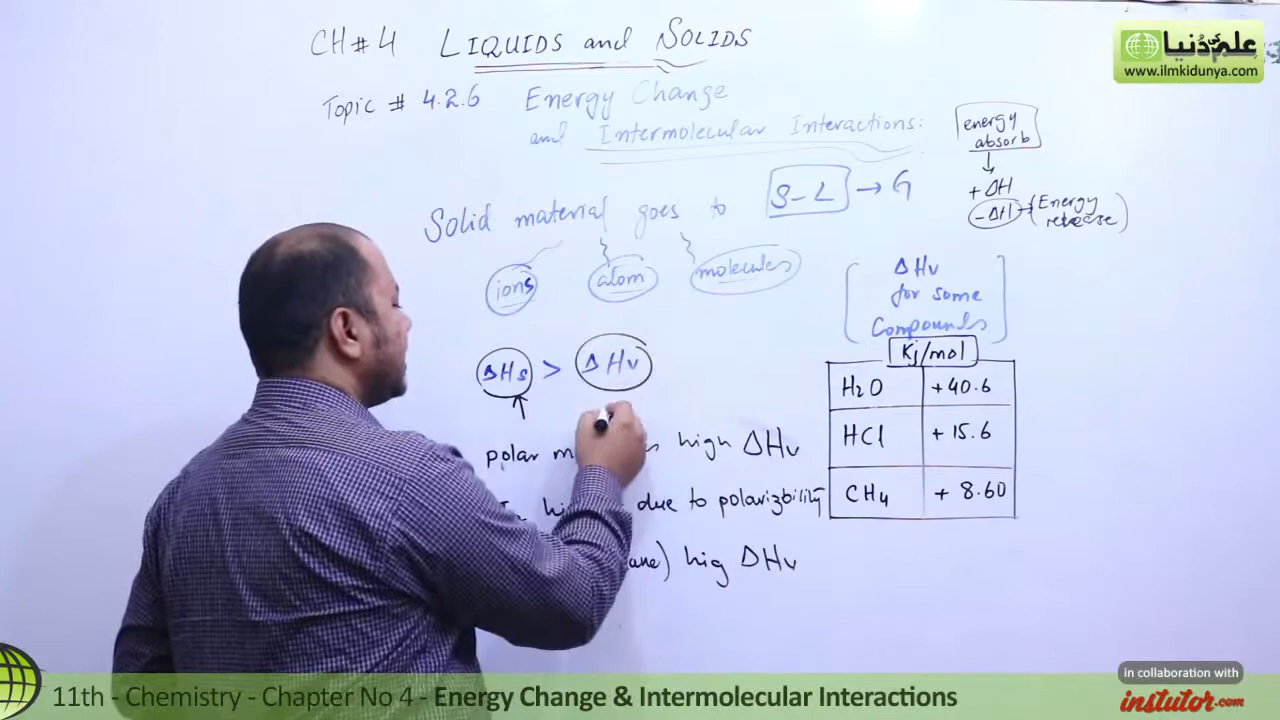 CH#4 LIQUIDS and SOLIDS
علم کی دُنیا
www.ilmkidunya.com
Topic # 4.2.6 Energy Change
and Intermolecular Interactions:
energy
absorb
+ ΔH
- ΔH → (Energy
release)
Solid material goes to S-L → G
ions atom molecules
ΔHv
for some
Compounds
Kj/mol
ΔHs > ΔHv
H2O +40.6
HCl + 15.6
CH4 + 8.60
polar high ΔHv
due to polarizbility
hig ΔHv
in collaboration with
instutor.com
11th - Chemistry - Chapter No 4 - Energy Change & Intermolecular Interactions